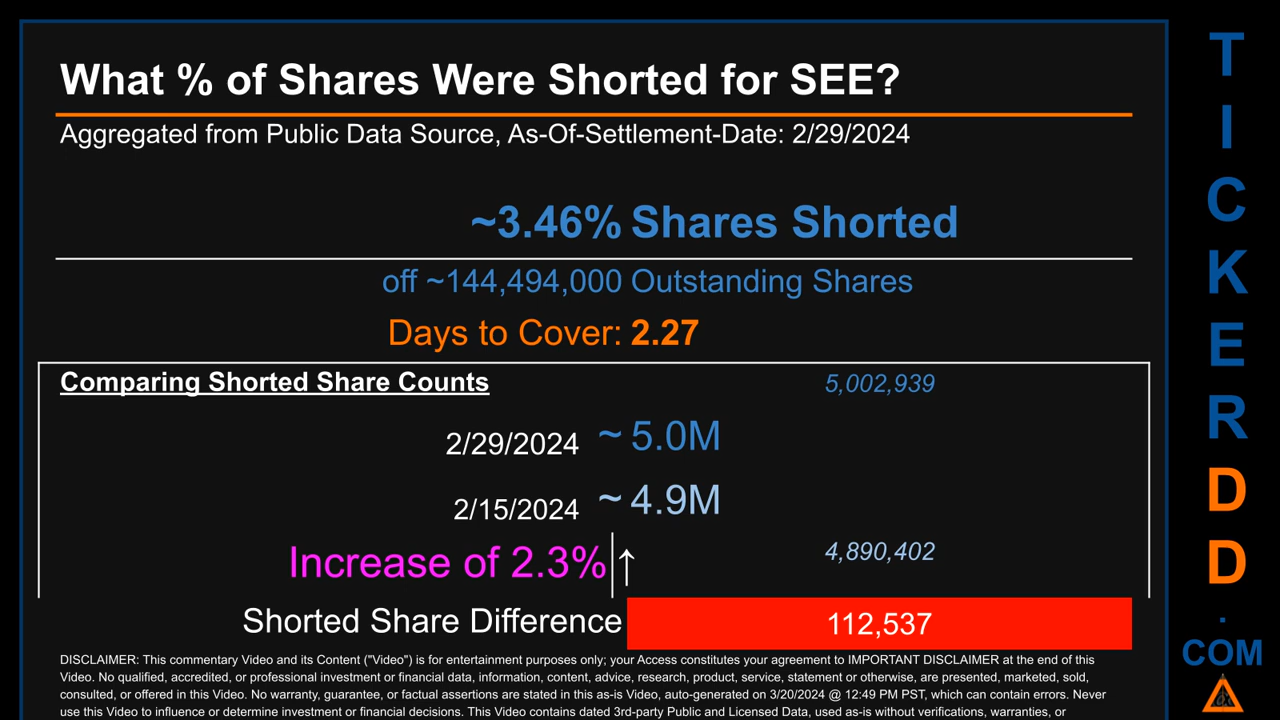 What % of Shares Were Shorted for SEE?
Aggregated from Public Data Source, As-Of-Settlement-Date: 2/29/2024
~3.46% Shares Shorted
off ~144,494,000 Outstanding Shares
Days to Cover: 2.27
Comparing Shorted Share Counts 5,002,939
2/29/2024 ~ 5.0M
2/15/2024 ~ 4.9M
Increase of 2.3% ↑ 4,890,402
Shorted Share Difference 112,537
DISCLAIMER: This commentary Video and its Content ("Video") is for entertainment purposes only; your Access constitutes your agreement to IMPORTANT DISCLAIMER at the end of this
Video. No qualified, accredited, or professional investment or financial data, information, content, advice, research, product, service, statement or otherwise, are presented, marketed, sold,
consulted, or offered in this Video. No warranty, guarantee, or factual assertions are stated in this as-is Video, auto-generated on 3/20/2024 @ 12:49 PM PST, which can contain errors. Never
use this Video to influence or determine investment or financial decisions. This Video contains dated 3rd-party Public and Licensed Data, used as-is without verifications, warranties, or
T
I
C
K
E
R
D
D
.
COM